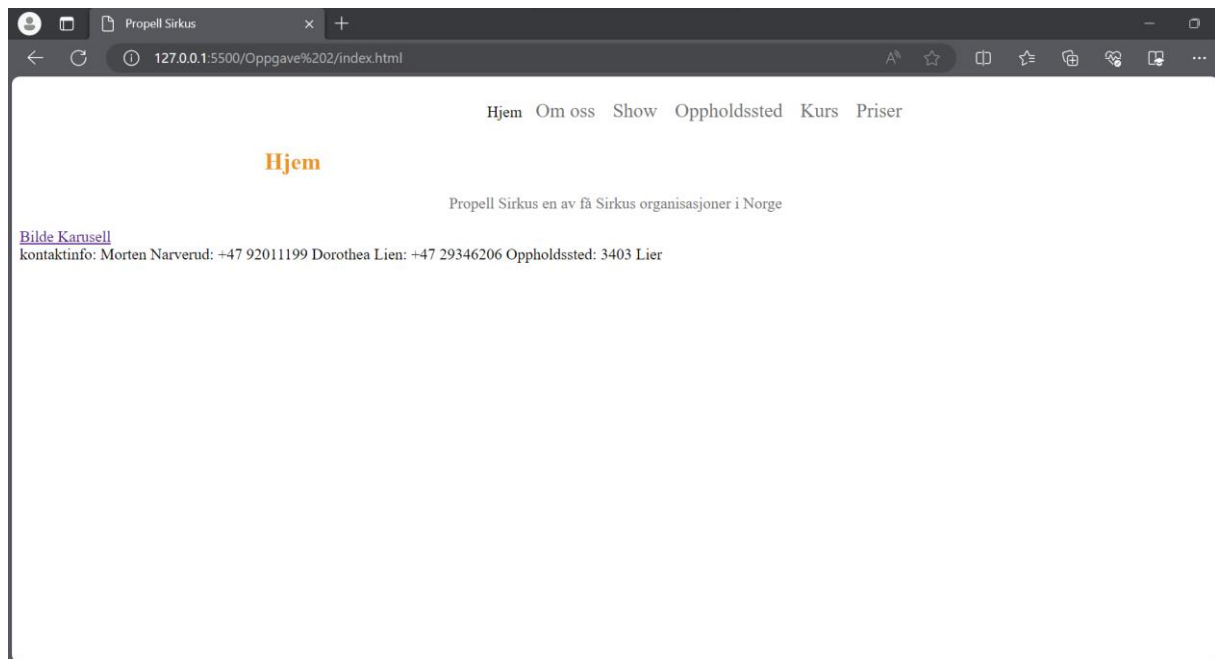 Propell Sirkus
127.0.0.1:5500/Oppgave%202/index.html
Hjem Om oss Show Oppholdssted Kurs Priser
Hjem
Propell Sirkus en av få Sirkus organisasjoner i Norge
Bilde Karusell
kontaktinfo: Morten Narverud: +47 92011199 Dorothea Lien: +47 29346206 Oppholdssted: 3403 Lier